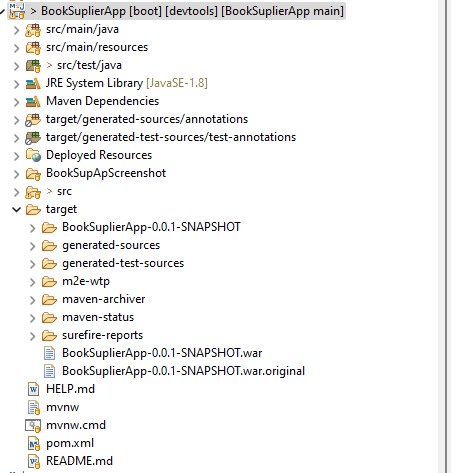 > BookSuplierApp [boot] [devtools] [BookSuplierApp main]
src/main/java
src/main/resources
> src/test/java
JRE System Library [JavaSE-1.8]
Maven Dependencies
target/generated-sources/annotations
target/generated-test-sources/test-annotations
Deployed Resources
BookSupApScreenshot
> src
target
BookSuplierApp-0.0.1-SNAPSHOT
generated-sources
generated-test-sources
m2e-wtp
maven-archiver
maven-status
surefire-reports
BookSuplierApp-0.0.1-SNAPSHOT.war
BookSuplierApp-0.0.1-SNAPSHOT.war.original
HELP.md
mvnw
mvnw.cmd
pom.xml
README.md